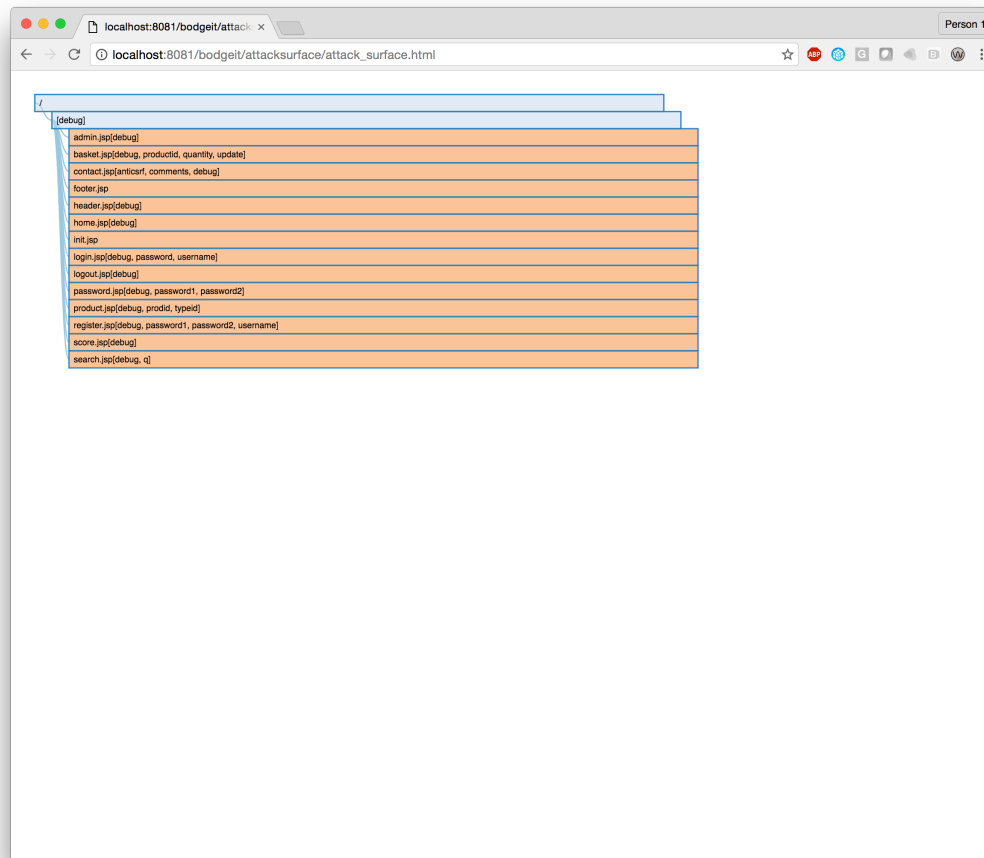 localhost:8081/bodgeit/attack
Person 1
localhost:8081/bodgeit/attacksurface/attack_surface.html
ABP
G
B
W
/
[debug]
admin.jsp[debug]
basket.jsp[debug, productid, quantity, update]
contact.jsp[anticsrf, comments, debug]
footer.jsp
header.jsp[debug]
home.jsp[debug]
init.jsp
login.jsp[debug, password, username]
logout.jsp[debug]
password.jsp[debug, password1, password2]
product.jsp[debug, prodid, typeid]
register.jsp[debug, password1, password2, username]
score.jsp[debug]
search.jsp[debug, q]